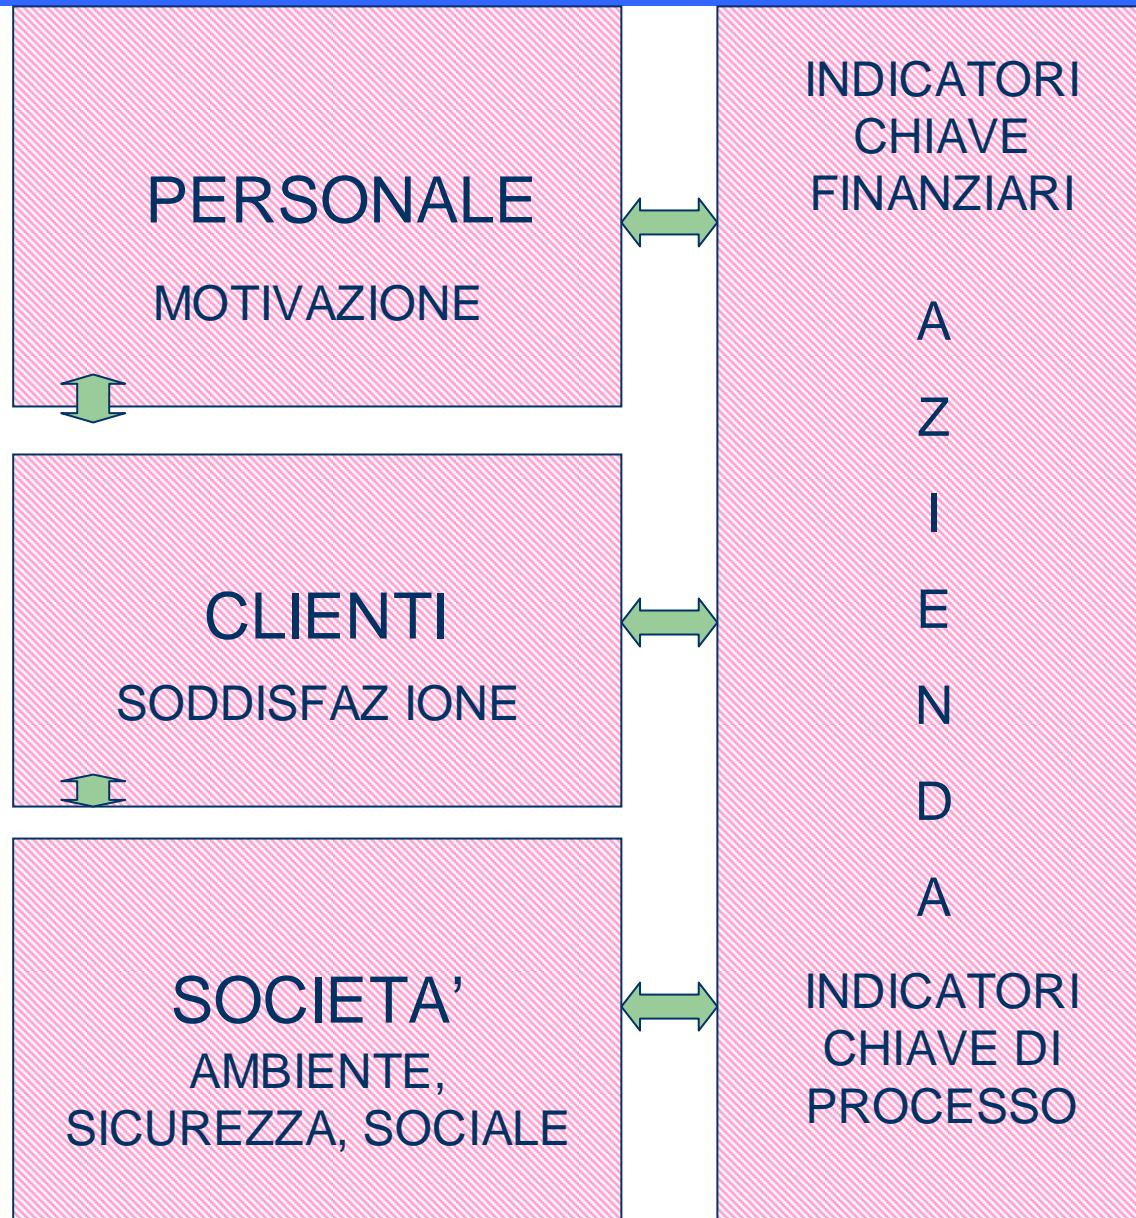 PERSONALE
MOTIVAZIONE
CLIENTI
SODDISFAZ IONE
SOCIETA’
AMBIENTE,
SICUREZZA, SOCIALE
INDICATORI
CHIAVE
FINANZIARI
A
Z
I
E
N
D
A
INDICATORI
CHIAVE DI
PROCESSO